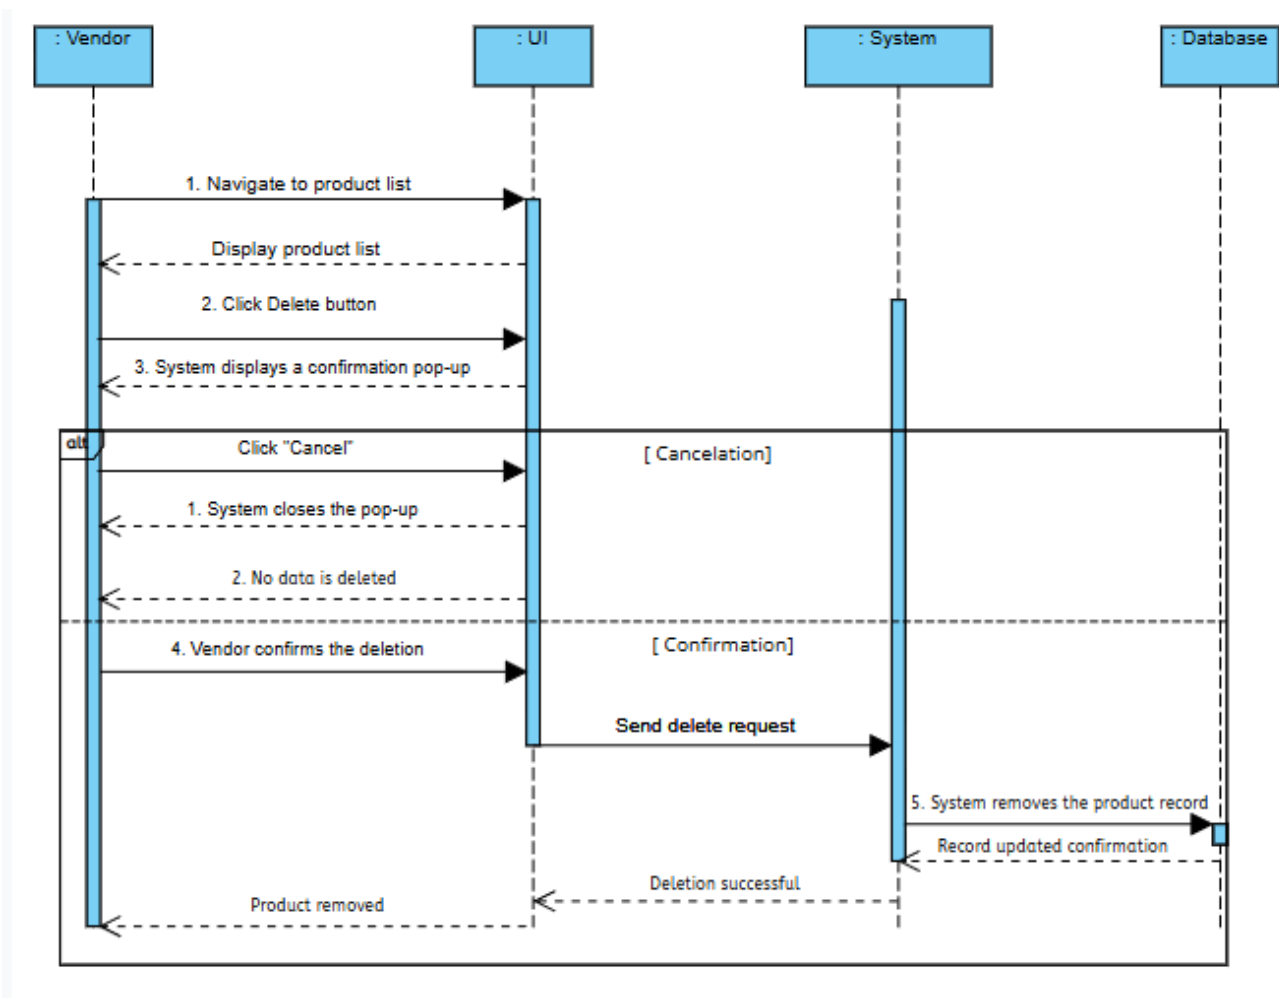 : Vendor
: UI
: System
: Database
1. Navigate to product list
Display product list
2. Click Delete button
3. System displays a confirmation pop-up
alt
Click "Cancel"
[ Cancelation]
1. System closes the pop-up
2. No data is deleted
[ Confirmation]
4. Vendor confirms the deletion
Send delete request
5. System removes the product record
Record updated confirmation
Deletion successful
Product removed